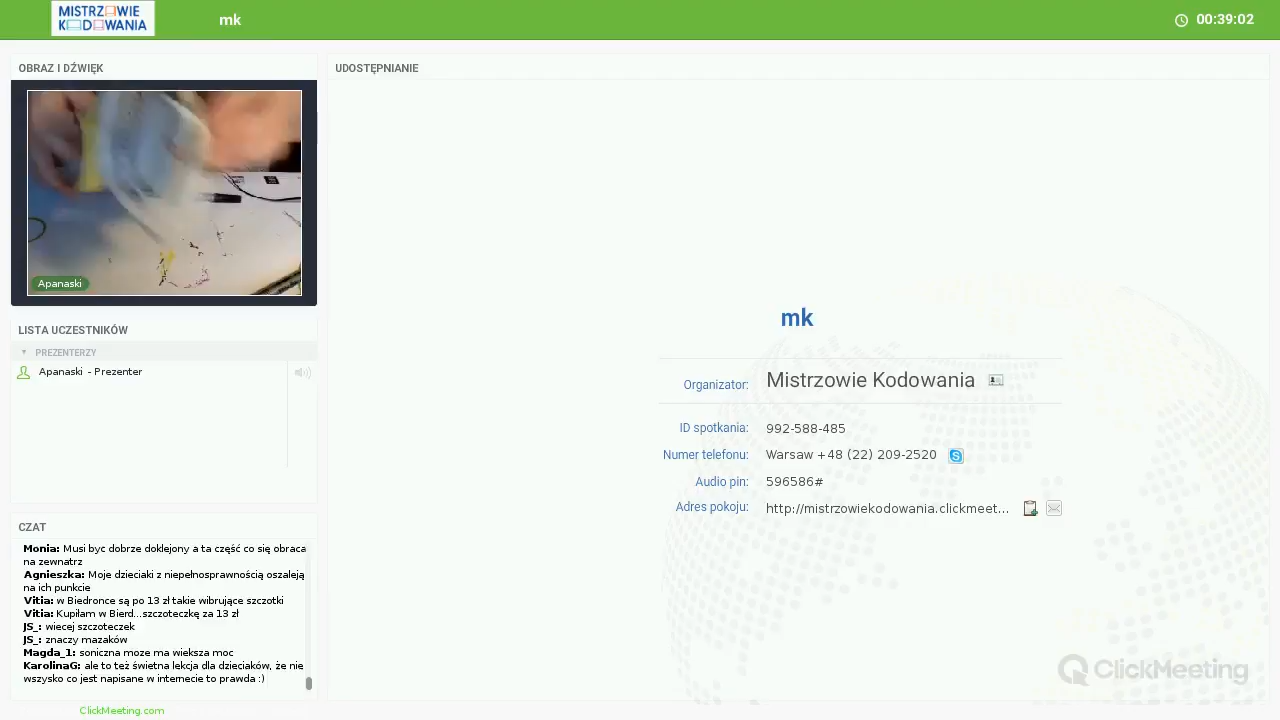 MISTRZOWIE
KODOWANIA
mk
00:39:02
OBRAZ I DŹWIĘK
Apanaski
LISTA UCZESTNIKÓW
PREZENTERZY
Apanaski - Prezenter
CZAT
Monia: Musi byc dobrze doklejony a ta część co się obraca
na zewnatrz
Agnieszka: Moje dzieciaki z niepełnosprawnością oszaleją
na ich punkcie
Vitia: w Biedronce są po 13 zł takie wibrujące szczotki
Vitia: Kupiłam w Bierd...szczoteczkę za 13 zł
JS_: wiecej szczoteczek
JS_: znaczy mazaków
Magda_1: soniczna moze ma wieksza moc
KarolinaG: ale to też świetna lekcja dla dzieciaków, że nie
wszysko co jest napisane w internecie to prawda :)
ClickMeeting.com
UDOSTĘPNIANIE
mk
Organizator: Mistrzowie Kodowania
ID spotkania: 992-588-485
Numer telefonu: Warsaw +48 (22) 209-2520
Audio pin: 596586#
Adres pokoju: http://mistrzowiekodowania.clickmeet...
ClickMeeting